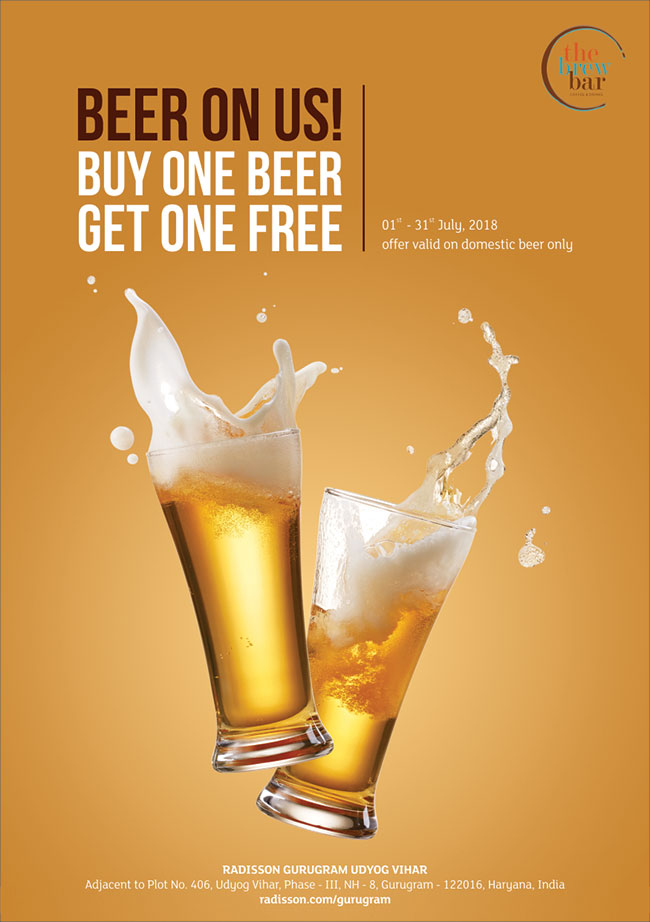 the
brew
bar
BEER ON US!
BUY ONE BEER
GET ONE FREE
01st - 31st July, 2018
offer valid on domestic beer only
RADISSON GURUGRAM UDYOG VIHAR
Adjacent to Plot No. 406, Udyog Vihar, Phase - III, NH - 8, Gurugram - 122016, Haryana, India
radisson.com/gurugram